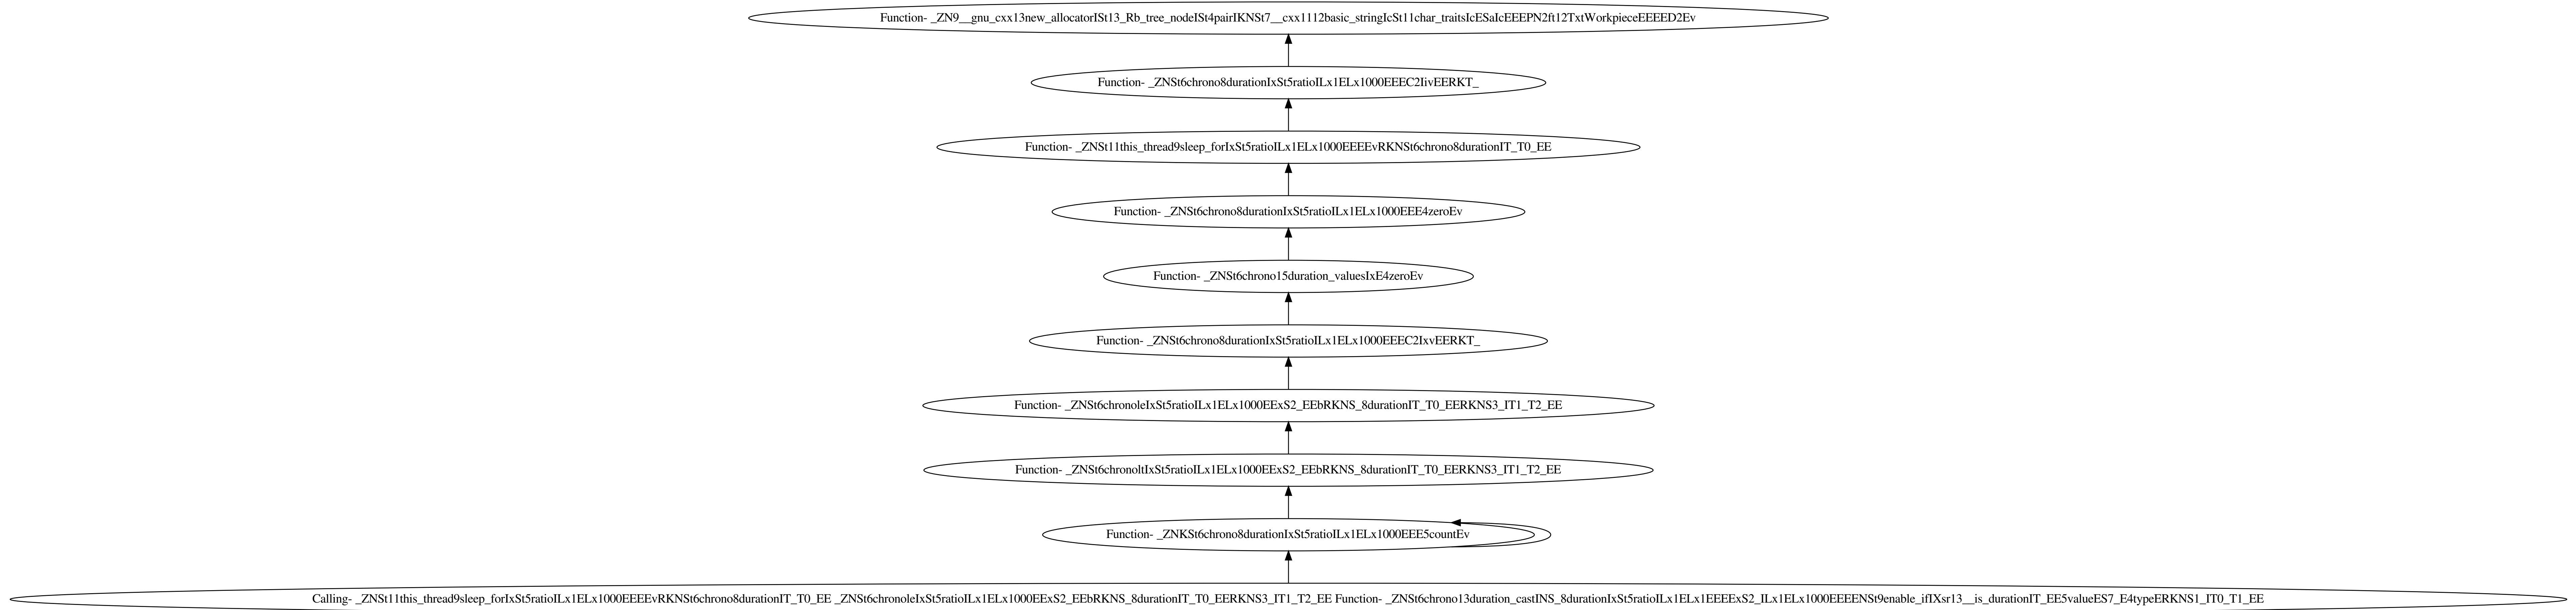 Function- _ZN9__gnu_cxx13new_allocatorISt13_Rb_tree_nodeISt4pairIKNSt7__cxx1112basic_stringIcSt11char_traitsIcESaIcEEEPN2ft12TxtWorkpieceEEEED2Ev
Function- _ZNSt6chrono8durationIxSt5ratioILx1ELx1000EEEC2IivEERKT_
Function- _ZNSt11this_thread9sleep_forIxSt5ratioILx1ELx1000EEEEvRKNSt6chrono8durationIT_T0_EE
Function- _ZNSt6chrono8durationIxSt5ratioILx1ELx1000EEE4zeroEv
Function- _ZNSt6chrono15duration_valuesIxE4zeroEv
Function- _ZNSt6chrono8durationIxSt5ratioILx1ELx1000EEEC2IxvEERKT_
Function- _ZNSt6chronoleIxSt5ratioILx1ELx1000EExS2_EEbRKNS_8durationIT_T0_EERKNS3_IT1_T2_EE
Function- _ZNSt6chronoltIxSt5ratioILx1ELx1000EExS2_EEbRKNS_8durationIT_T0_EERKNS3_IT1_T2_EE
Function- _ZNKSt6chrono8durationIxSt5ratioILx1ELx1000EEE5countEv
Calling- _ZNSt11this_thread9sleep_forIxSt5ratioILx1ELx1000EEEEvRKNSt6chrono8durationIT_T0_EE _ZNSt6chronoleIxSt5ratioILx1ELx1000EExS2_EEbRKNS_8durationIT_T0_EERKNS3_IT1_T2_EE Function- _ZNSt6chrono13duration_castINS_8durationIxSt5ratioILx1ELx1EEEExS2_ILx1ELx1000EEEENSt9enable_ifIXsr13__is_durationIT_EE5valueES7_E4typeERKNS1_IT0_T1_EE